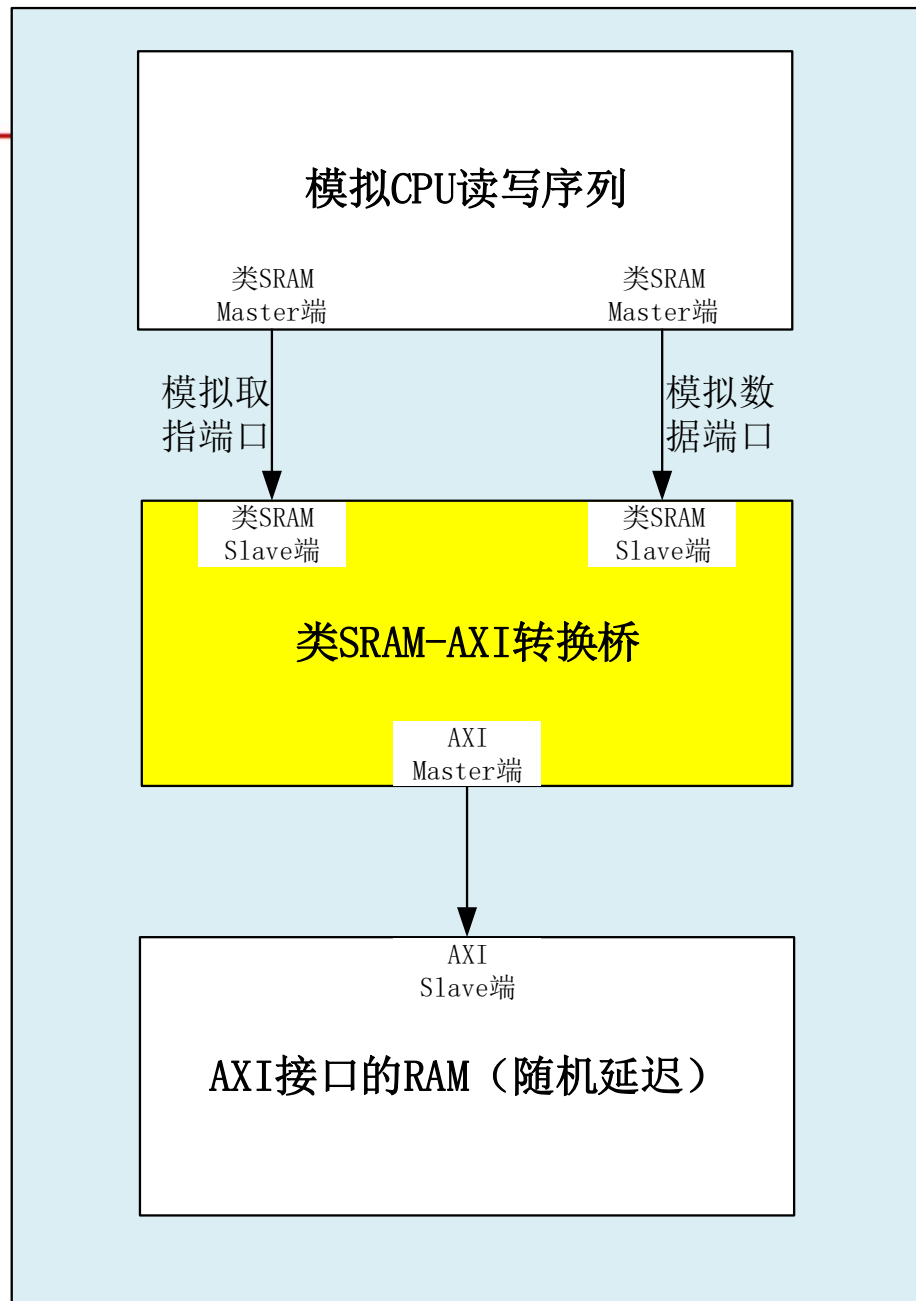 模拟CPU读写序列
类SRAM
Master端
类SRAM
Master端
模拟取
指端口
模拟数
据端口
类SRAM
Slave端
类SRAM
Slave端
类SRAM-AXI转换桥
AXI
Master端
AXI
Slave端
AXI接口的RAM（随机延迟）